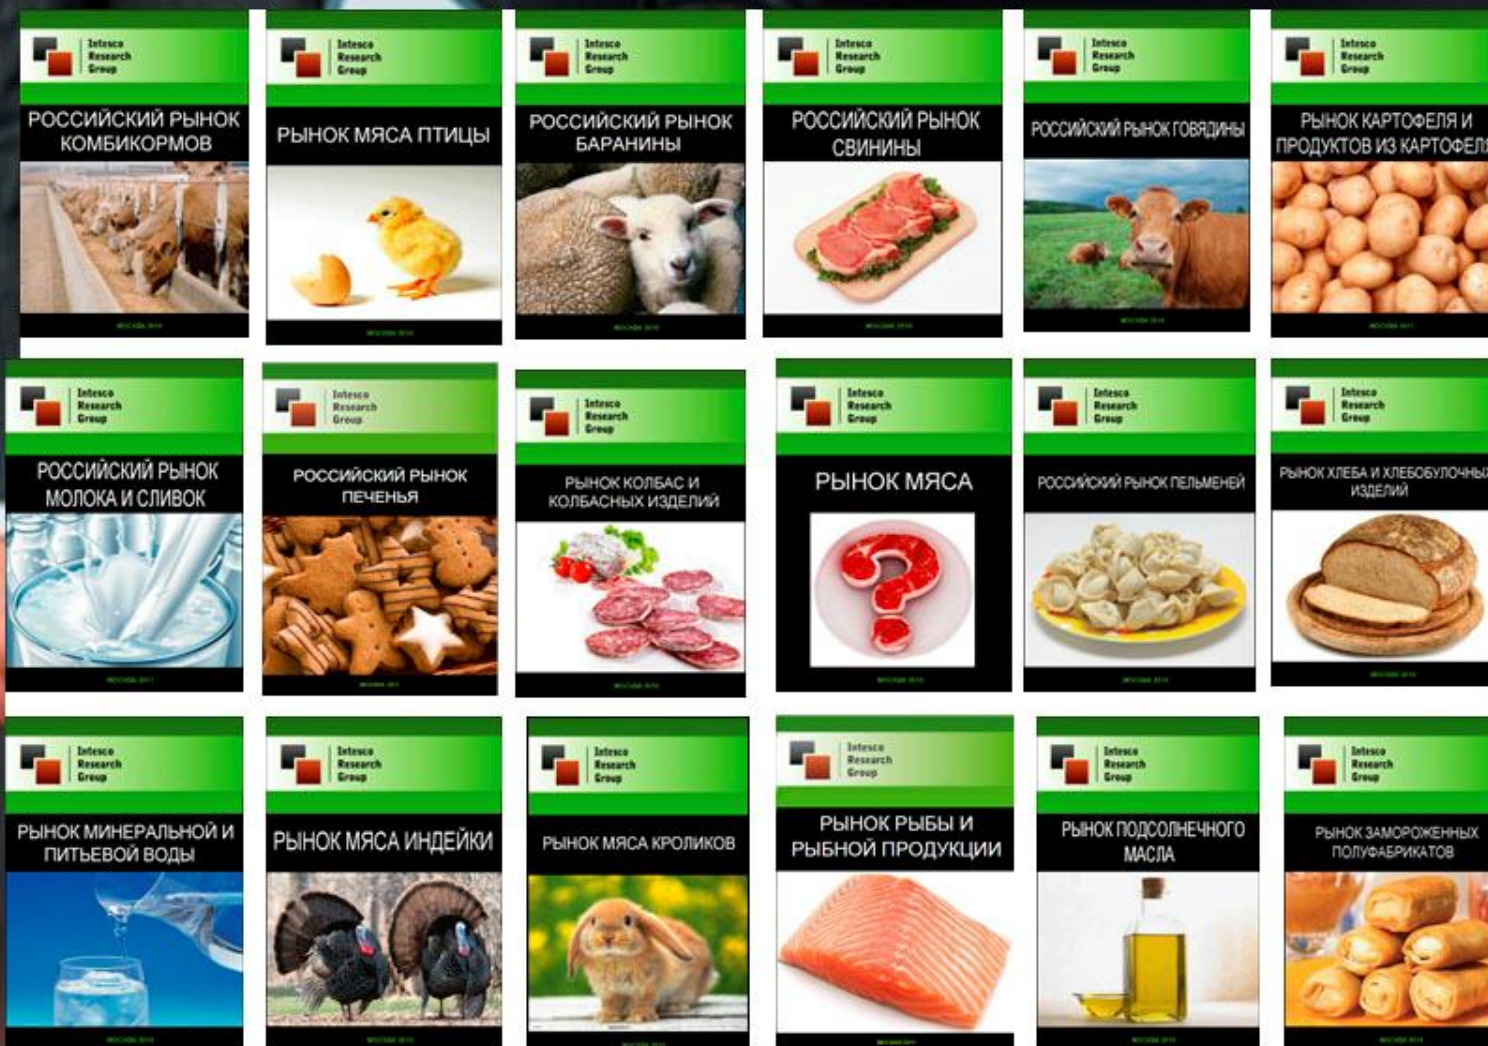 Intesco
Research
Group
РОССИЙСКИЙ РЫНОК
КОМБИКОРМОВ
Intesco
Research
Group
РЫНОК МЯСА ПТИЦЫ
Intesco
Research
Group
РОССИЙСКИЙ РЫНОК
БАРАНИНЫ
Intesco
Research
Group
РОССИЙСКИЙ РЫНОК
СВИНИНЫ
Intesco
Research
Group
РОССИЙСКИЙ РЫНОК ГОВЯДИНЫ
Intesco
Research
Group
РЫНОК КАРТОФЕЛЯ И
ПРОДУКТОВ ИЗ КАРТОФЕЛЯ
Intesco
Research
Group
РОССИЙСКИЙ РЫНОК
МОЛОКА И СЛИВОК
Intesco
Research
Group
РОССИЙСКИЙ РЫНОК
ПЕЧЕНЬЯ
Intesco
Research
Group
РЫНОК КОЛБАС И
КОЛБАСНЫХ ИЗДЕЛИЙ
Intesco
Research
Group
РЫНОК МЯСА
Intesco
Research
Group
РОССИЙСКИЙ РЫНОК ПЕЛЬМЕНЕЙ
Intesco
Research
Group
РЫНОК ХЛЕБА И ХЛЕБОБУЛОЧНЫХ
ИЗДЕЛИЙ
Intesco
Research
Group
РЫНОК МИНЕРАЛЬНОЙ И
ПИТЬЕВОЙ ВОДЫ
Intesco
Research
Group
РЫНОК МЯСА ИНДЕЙКИ
Intesco
Research
Group
РЫНОК МЯСА КРОЛИКОВ
Intesco
Research
Group
РЫНОК РЫБЫ И
РЫБНОЙ ПРОДУКЦИИ
Intesco
Research
Group
РЫНОК ПОДСОЛНЕЧНОГО
МАСЛА
Intesco
Research
Group
РЫНОК ЗАМОРОЖЕННЫХ
ПОЛУФАБРИКАТОВ